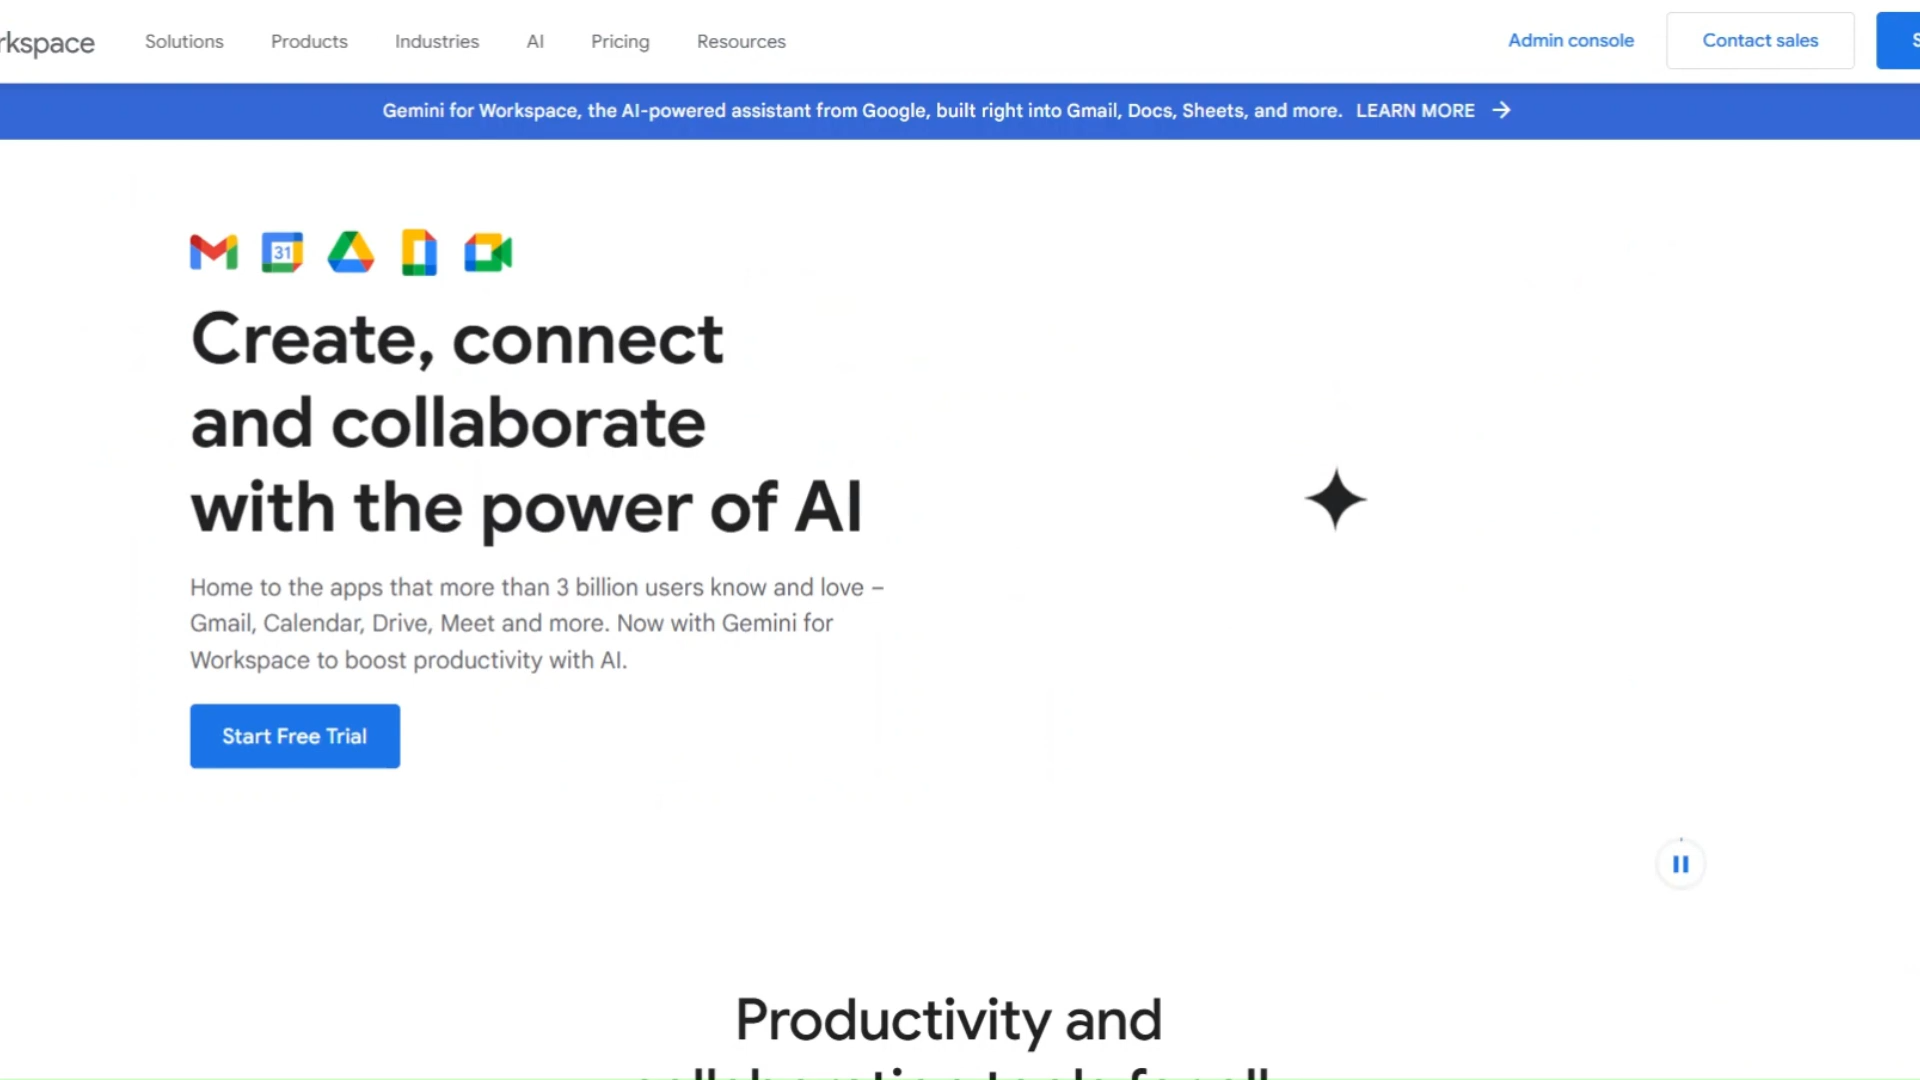 rkspace
Solutions
Products
Industries
AI
Pricing
Resources
Admin console
Contact sales
Gemini for Workspace, the AI-powered assistant from Google, built right into Gmail, Docs, Sheets, and more. LEARN MORE →
31
Create, connect
and collaborate
with the power of AI
Home to the apps that more than 3 billion users know and love –
Gmail, Calendar, Drive, Meet and more. Now with Gemini for
Workspace to boost productivity with AI.
Start Free Trial
Productivity and